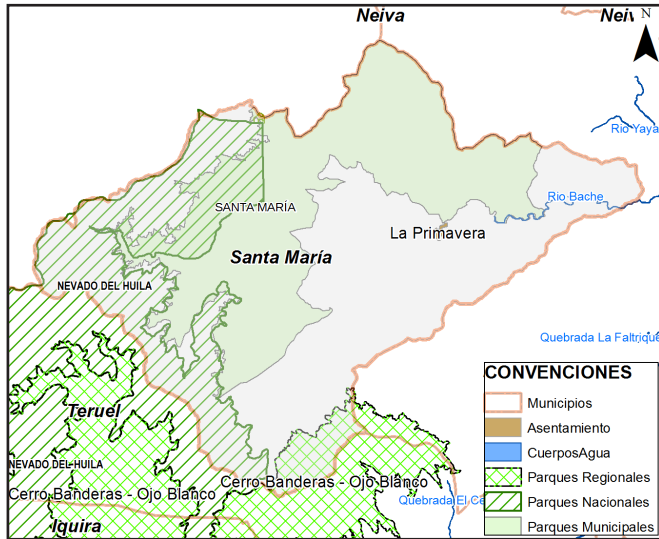 Neiva
Neiv
N
Rio Yaya
Rio Bache
SANTA MARÍA
La Primavera
Santa María
NEVADO DEL HUILA
Quebrada La Faltrique
CONVENCIONES
Municipios
Asentamiento
CuerposAgua
Parques Regionales
Parques Nacionales
Parques Municipales
Teruel
NEVADO DEL HUILA
Cerro Banderas - Ojo Blanco
Cerro Banderas - Ojo Blanco
Quebrada El Ce
Iquira